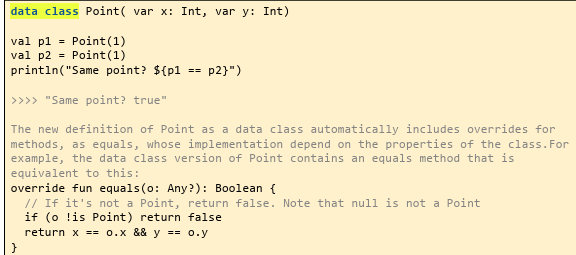 data class Point( var x: Int, var y: Int)
val p1 = Point(1)
val p2 = Point(1)
println("Same point? ${p1 == p2}")
>>>> "Same point? true"
The new definition of Point as a data class automatically includes overrides for
methods, as equals, whose implementation depend on the properties of the class.For
example, the data class version of Point contains an equals method that is
equivalent to this:
override fun equals(o: Any?): Boolean {
// If it's not a Point, return false. Note that null is not a Point
if (o !is Point) return false
return x == o.x && y == o.y
}